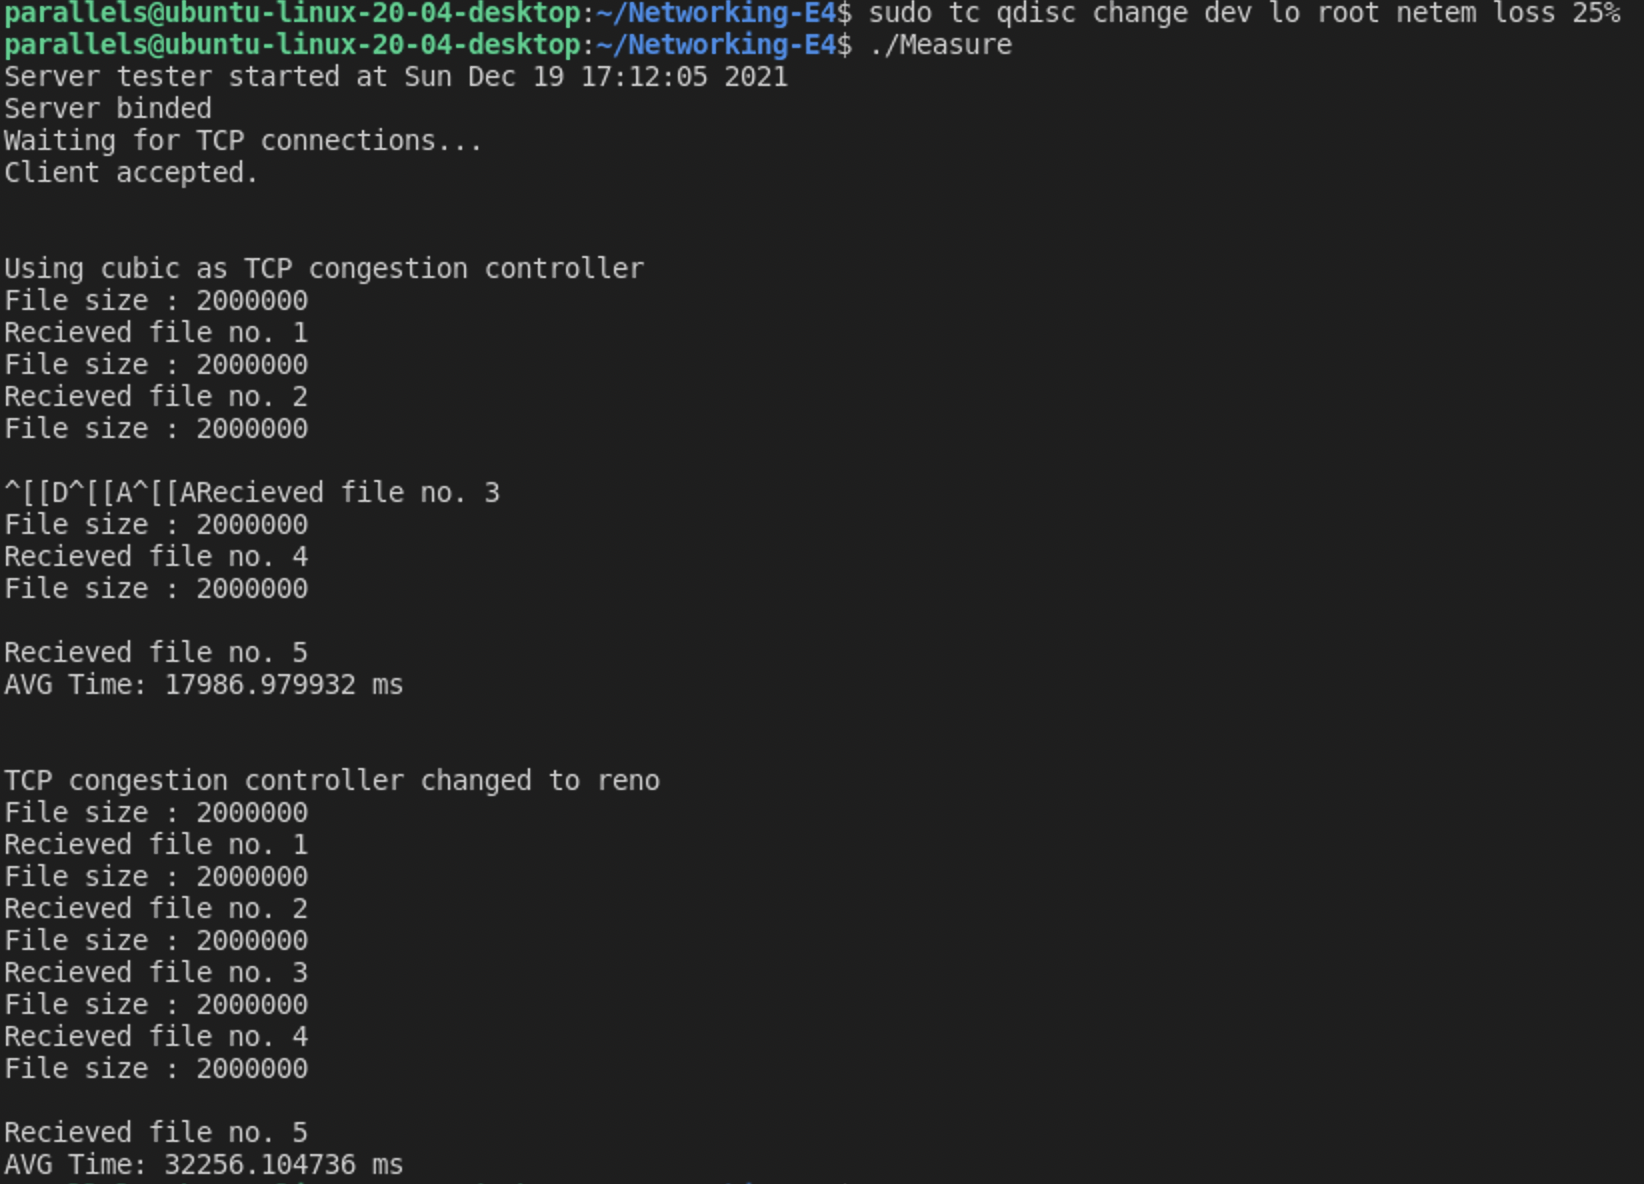 parallels@ubuntu-linux-20-04-desktop:~/Networking-E4$ sudo tc qdisc change dev lo root netem loss 25%
parallels@ubuntu-linux-20-04-desktop:~/Networking-E4$ ./Measure
Server tester started at Sun Dec 19 17:12:05 2021
Server binded
Waiting for TCP connections...
Client accepted.
Using cubic as TCP congestion controller
File size : 2000000
Recieved file no. 1
File size : 2000000
Recieved file no. 2
File size : 2000000
^[[D^[[A^[[ARecieved file no. 3
File size : 2000000
Recieved file no. 4
File size : 2000000
Recieved file no. 5
AVG Time: 17986.979932 ms
TCP congestion controller changed to reno
File size : 2000000
Recieved file no. 1
File size : 2000000
Recieved file no. 2
File size : 2000000
Recieved file no. 3
File size : 2000000
Recieved file no. 4
File size : 2000000
Recieved file no. 5
AVG Time: 32256.104736 ms